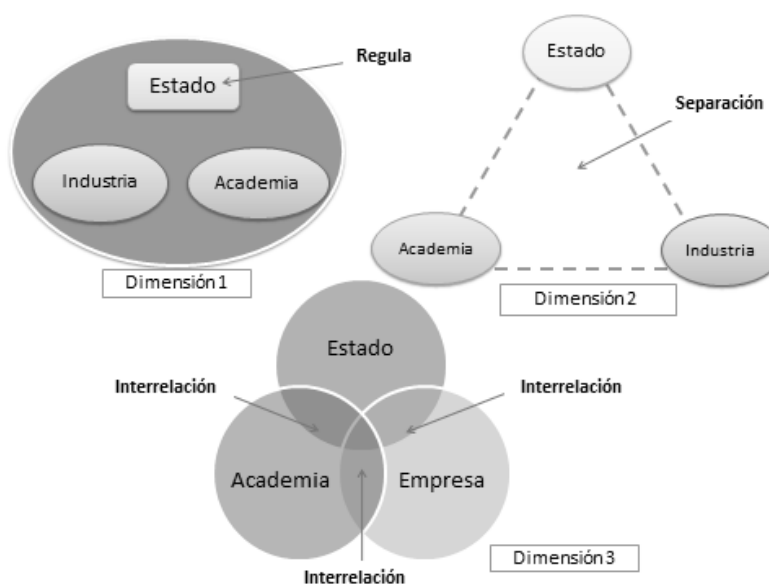 Estado
Regula
Industria
Academia
Dimensión 1
Estado
Separación
Academia
Industria
Dimensión 2
Estado
Interrelación
Interrelación
Academia
Empresa
Interrelación
Dimensión 3